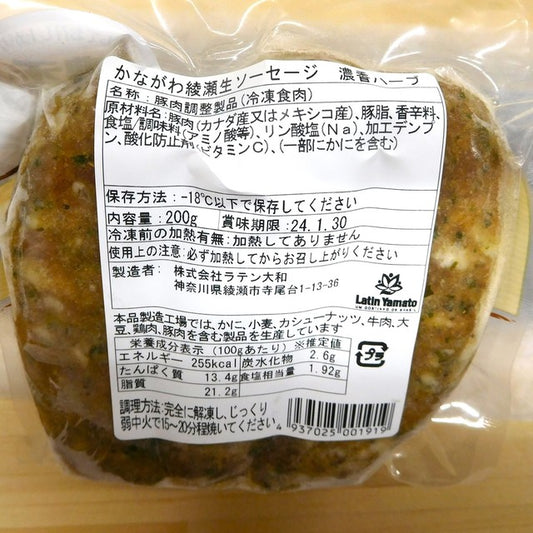 かながわ綾瀬生ソーセージ 濃香ハーブ
名称:豚肉調整製品(冷凍食肉)
原材料名:豚肉(カナダ産又はメキシコ産)、豚脂、香辛料、
食塩/調味料(アミノ酸等)、リン酸塩(Na)、加工デンプ
ン、酸化防止剤(ビタミンC)、(一部にかにを含む)
保存方法:-18℃以下で保存してください
内容量:200g 賞味期限:24.1.30
冷凍前の加熱有無:加熱してありません
使用上の注意:必ず加熱してからお召し上がりください
製造者: 株式会社ラテン大和
神奈川県綾瀬市寺尾台1-13-36
Latin Yamato
本品製造工場では、かに、小麦、カシューナッツ、牛肉、大
豆、鶏肉、豚肉を含む製品を生産しています
栄養成分表示(100gあたり)※推定値
エネルギー 255kcal 炭水化物 2.6g
たんぱく質 13.4g 食塩相当量 1.92g
脂質 21.2g
プラ
調理方法:完全に解凍し、じっくり
弱中火で15~20分程焼いてください
4 937025 001919